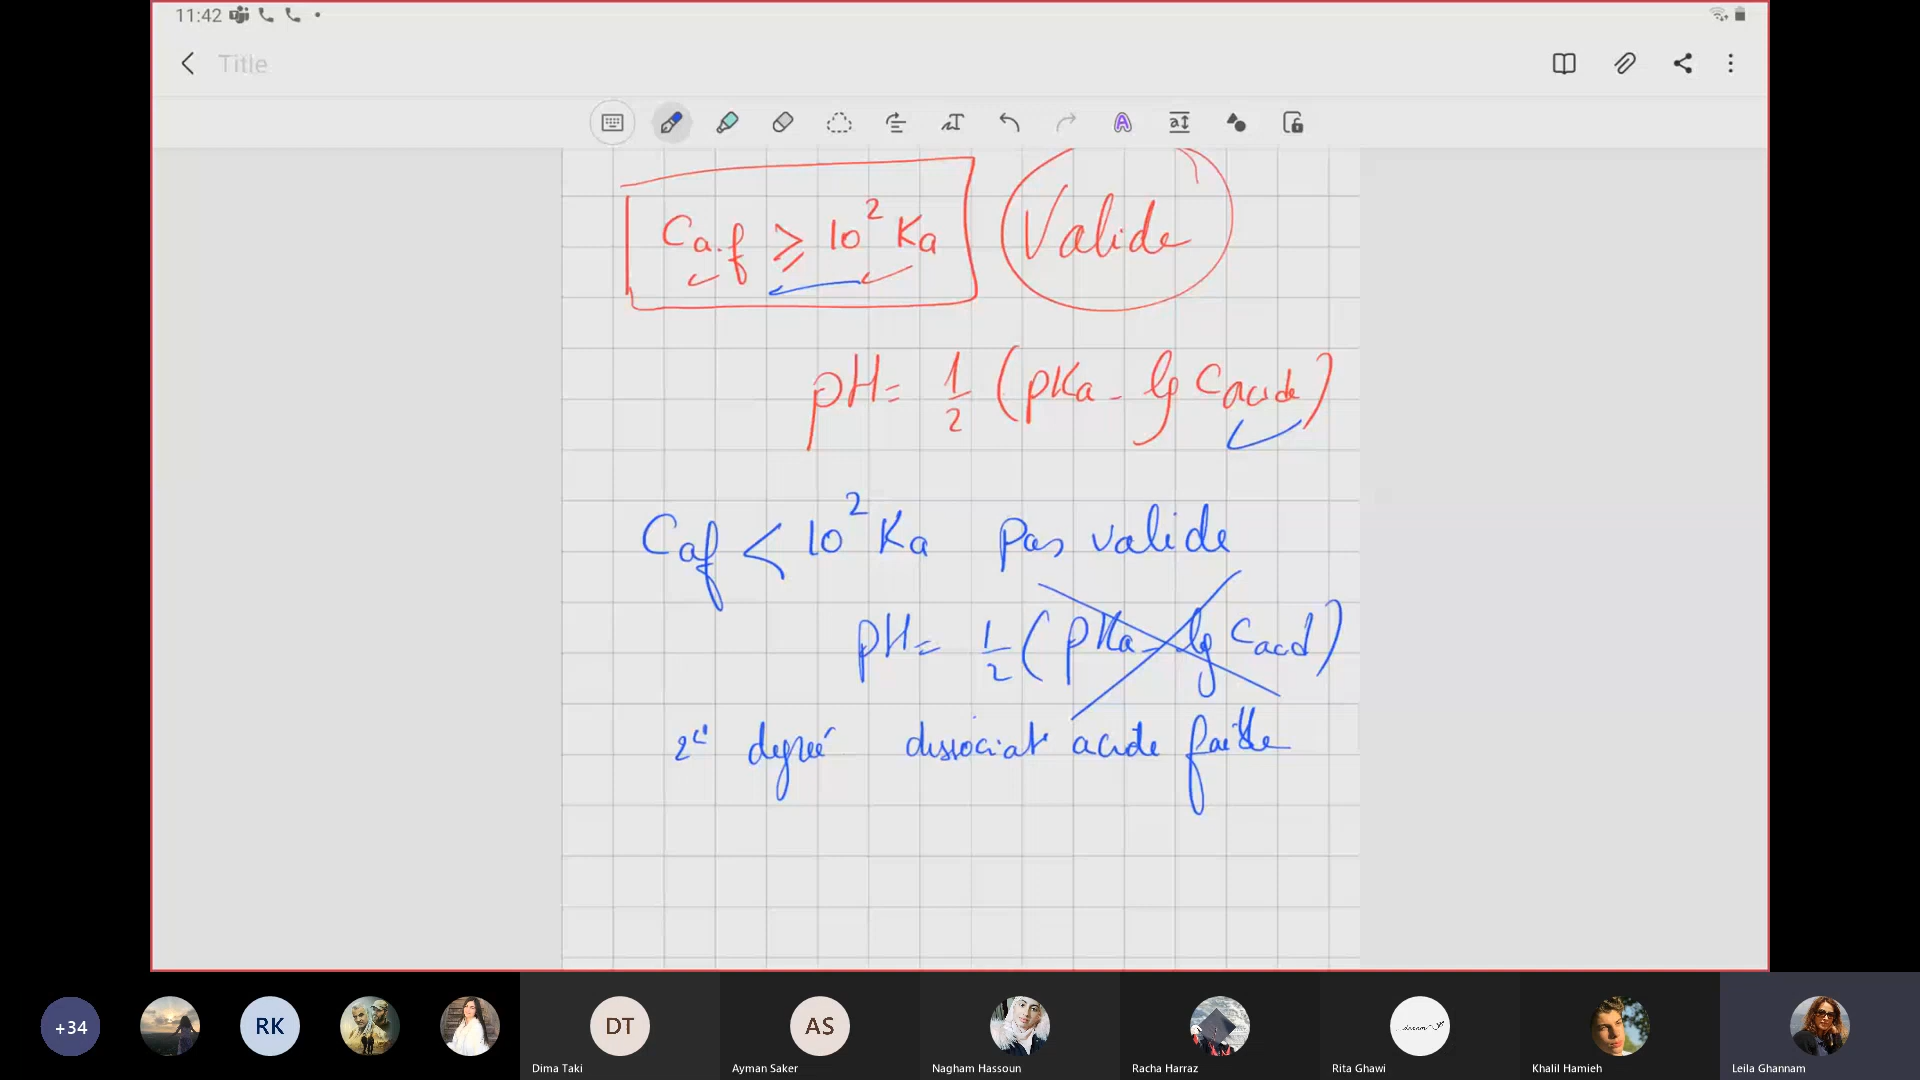 11:42
Title
Ca.f ⩾ 10² Ka Valide
pH = 1/2 (pKa - lg Cacide)
Caf < 10² Ka pas valide
pH = 1/2 (pKa - lg Cacid)
degré dissociat° acide faible
+34
RK
DT
AS
dream
Dima Taki
Ayman Saker
Nagham Hassoun
Racha Harraz
Rita Ghawi
Khalil Hamieh
Leila Ghannam